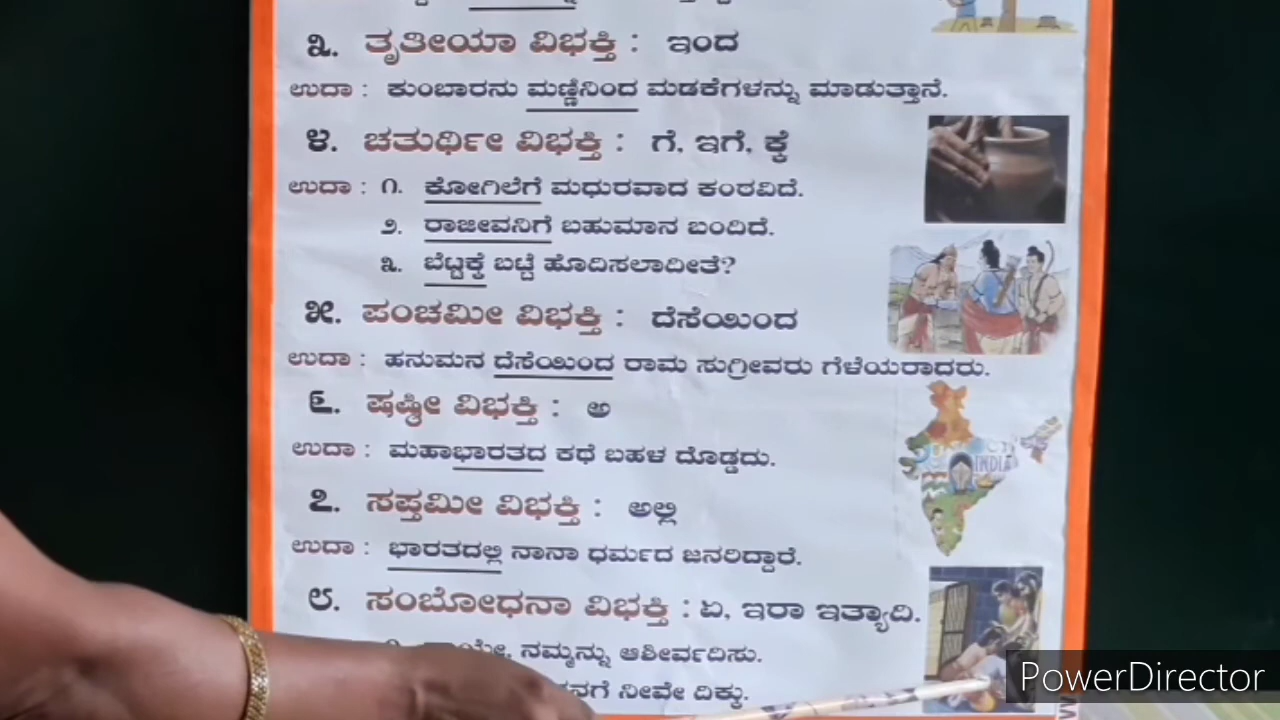 ೩. ತೃತೀಯಾ ವಿಭಕ್ತಿ : ಇಂದ
ಉದಾ : ಕುಂಬಾರನು ಮಣ್ಣಿನಿಂದ ಮಡಕೆಗಳನ್ನು ಮಾಡುತ್ತಾನೆ.
೪. ಚತುರ್ಥೀ ವಿಭಕ್ತಿ : ಗೆ, ಇಗೆ, ಕ್ಕೆ
ಉದಾ : ೧. ಕೋಗಿಲೆಗೆ ಮಧುರವಾದ ಕಂಠವಿದೆ.
೨. ರಾಜೀವನಿಗೆ ಬಹುಮಾನ ಬಂದಿದೆ.
೩. ಬೆಟ್ಟಕ್ಕೆ ಬಟ್ಟೆ ಹೊದಿಸಲಾದೀತೆ?
೫. ಪಂಚಮೀ ವಿಭಕ್ತಿ : ದೆಸೆಯಿಂದ
ಉದಾ : ಹನುಮನ ದೆಸೆಯಿಂದ ರಾಮ ಸುಗ್ರೀವರು ಗೆಳೆಯರಾದರು.
೬. ಷಷ್ಠೀ ವಿಭಕ್ತಿ : ಅ
ಉದಾ : ಮಹಾಭಾರತದ ಕಥೆ ಬಹಳ ದೊಡ್ಡದು.
INDIA
೭. ಸಪ್ತಮೀ ವಿಭಕ್ತಿ : ಅಲ್ಲಿ
ಉದಾ : ಭಾರತದಲ್ಲಿ ನಾನಾ ಧರ್ಮದ ಜನರಿದ್ದಾರೆ.
೮. ಸಂಬೋಧನಾ ವಿಭಕ್ತಿ : ಏ, ಇರಾ ಇತ್ಯಾದಿ.
ನಮ್ಮನ್ನು ಆಶೀರ್ವದಿಸು.
ನೀವೇ ದಿಕ್ಕು.
PowerDirector